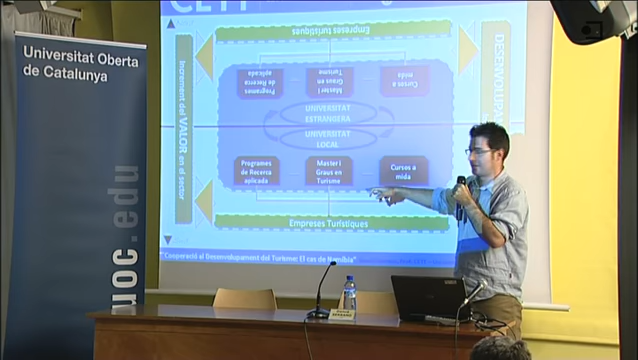 Universitat Oberta
de Catalunya
uoc.edu
CETT
Empreses turístiques
Increment del VALOR en el sector
DESENVOLUPA
Programes
de Recerca
aplicada
Màster i
Graus en
Turisme
Cursos a
mida
UNIVERSITAT
ESTRANGERA
UNIVERSITAT
LOCAL
Programes
de Recerca
aplicada
Màster i
Graus en
Turisme
Cursos a
mida
Empreses Turístiques
"Cooperació al Desenvolupament del Turisme: El cas de Namíbia"